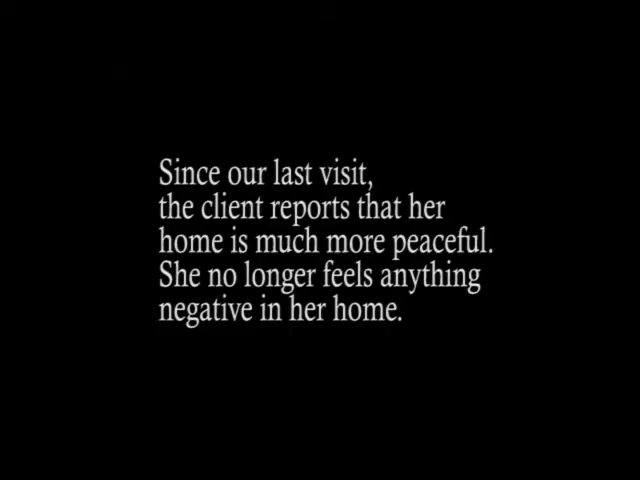 Since our last visit,
the client reports that her
home is much more peaceful.
She no longer feels anything
negative in her home.